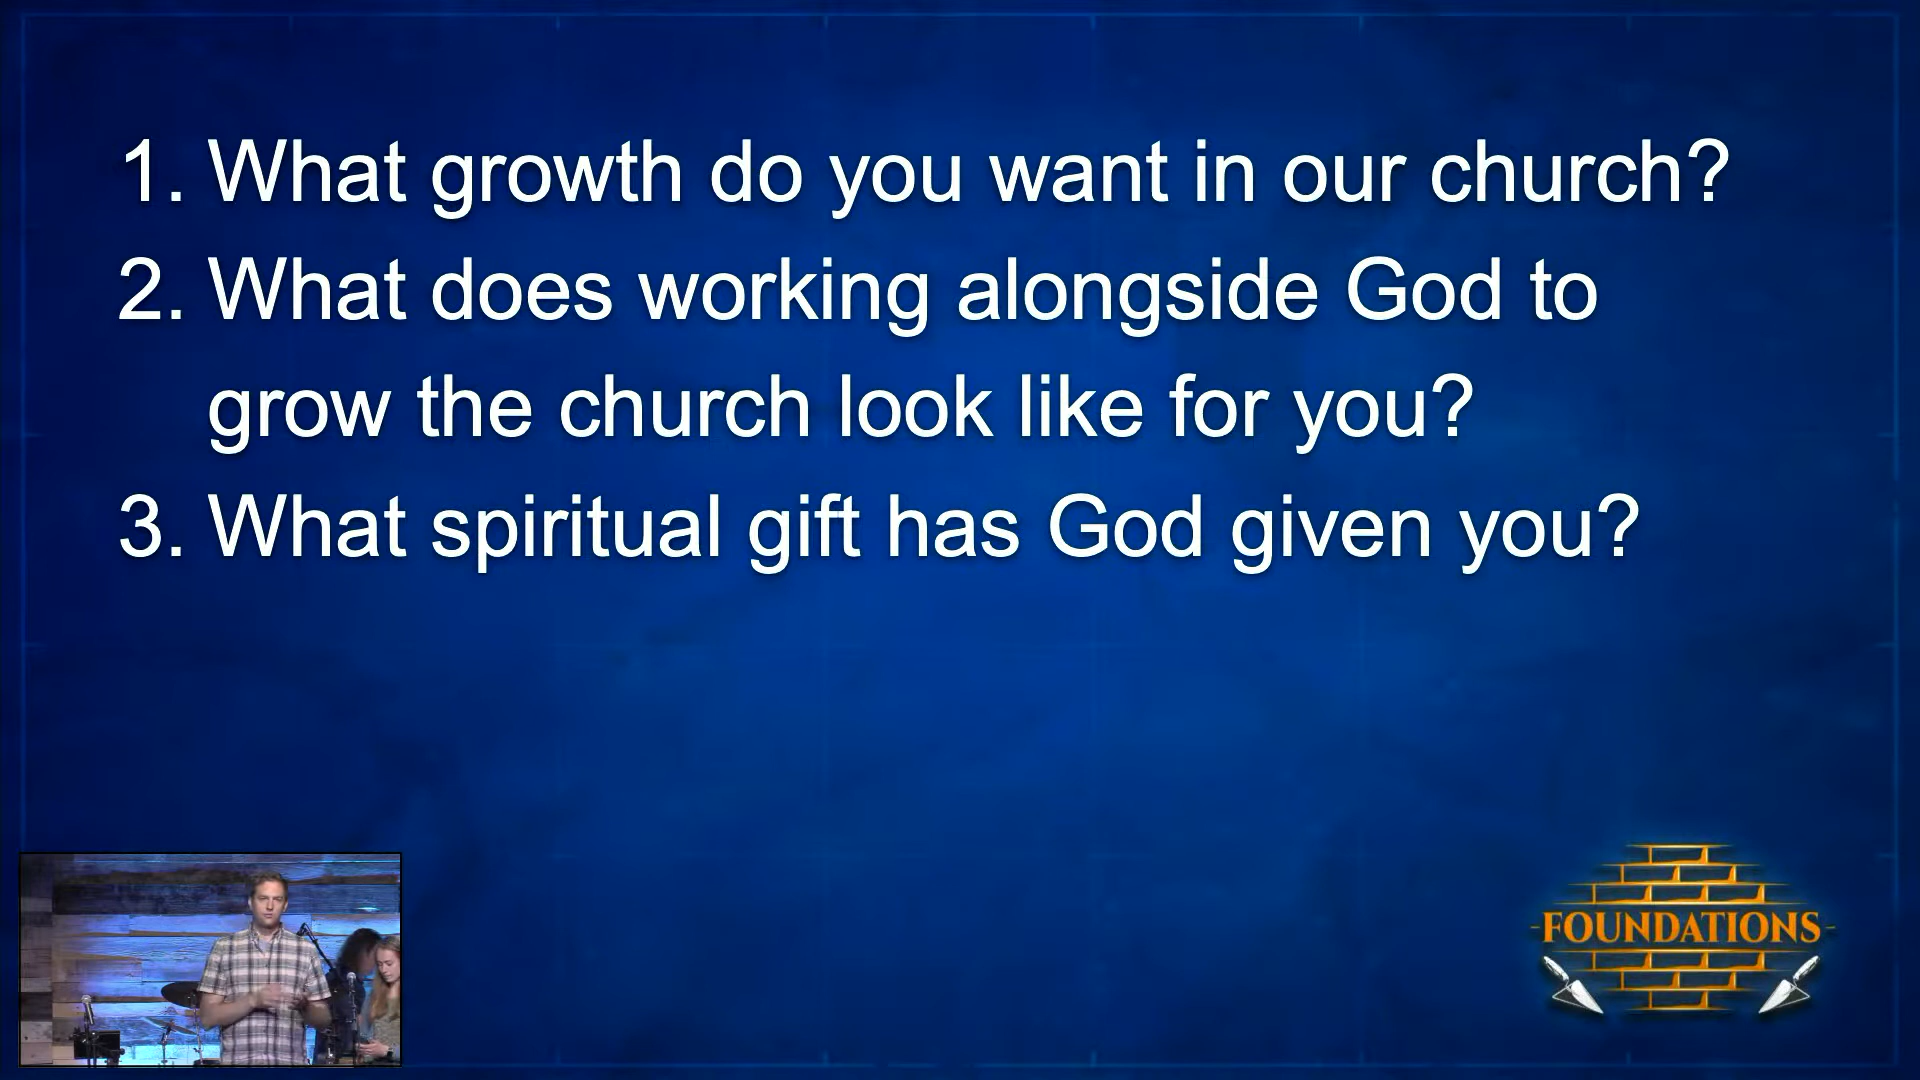 1. What growth do you want in our church?
2. What does working alongside God to
grow the church look like for you?
3. What spiritual gift has God given you?
FOUNDATIONS